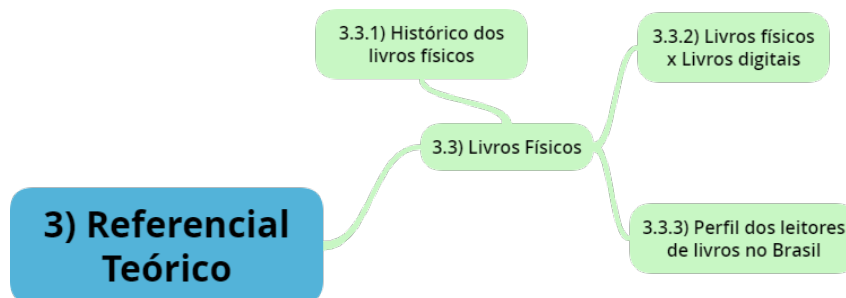 3.3.1) Histórico dos
livros físicos
3.3.2) Livros físicos
x Livros digitais
3.3) Livros Físicos
3) Referencial
Teórico
3.3.3) Perfil dos leitores
de livros no Brasil